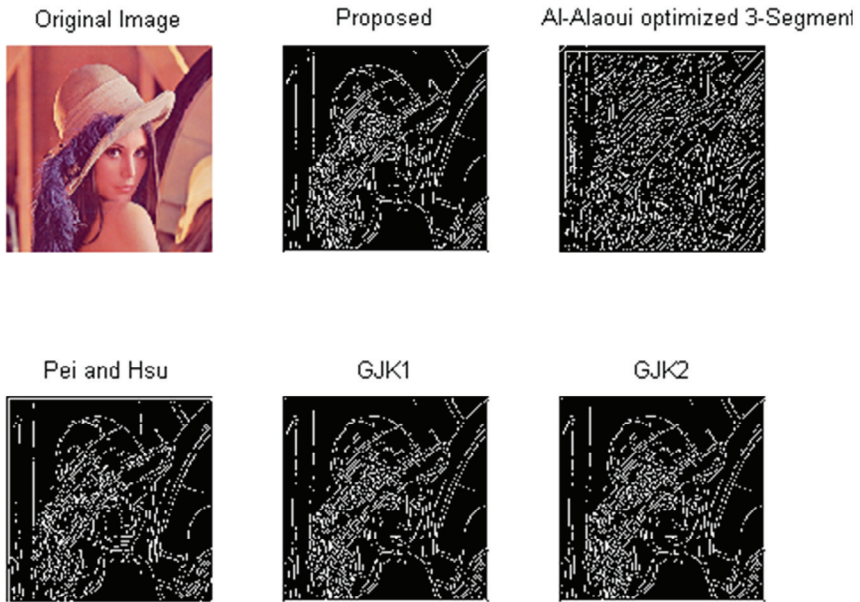 Original Image
Proposed
Al-Alaoui optimized 3-Segment
Pei and Hsu
GJK1
GJK2